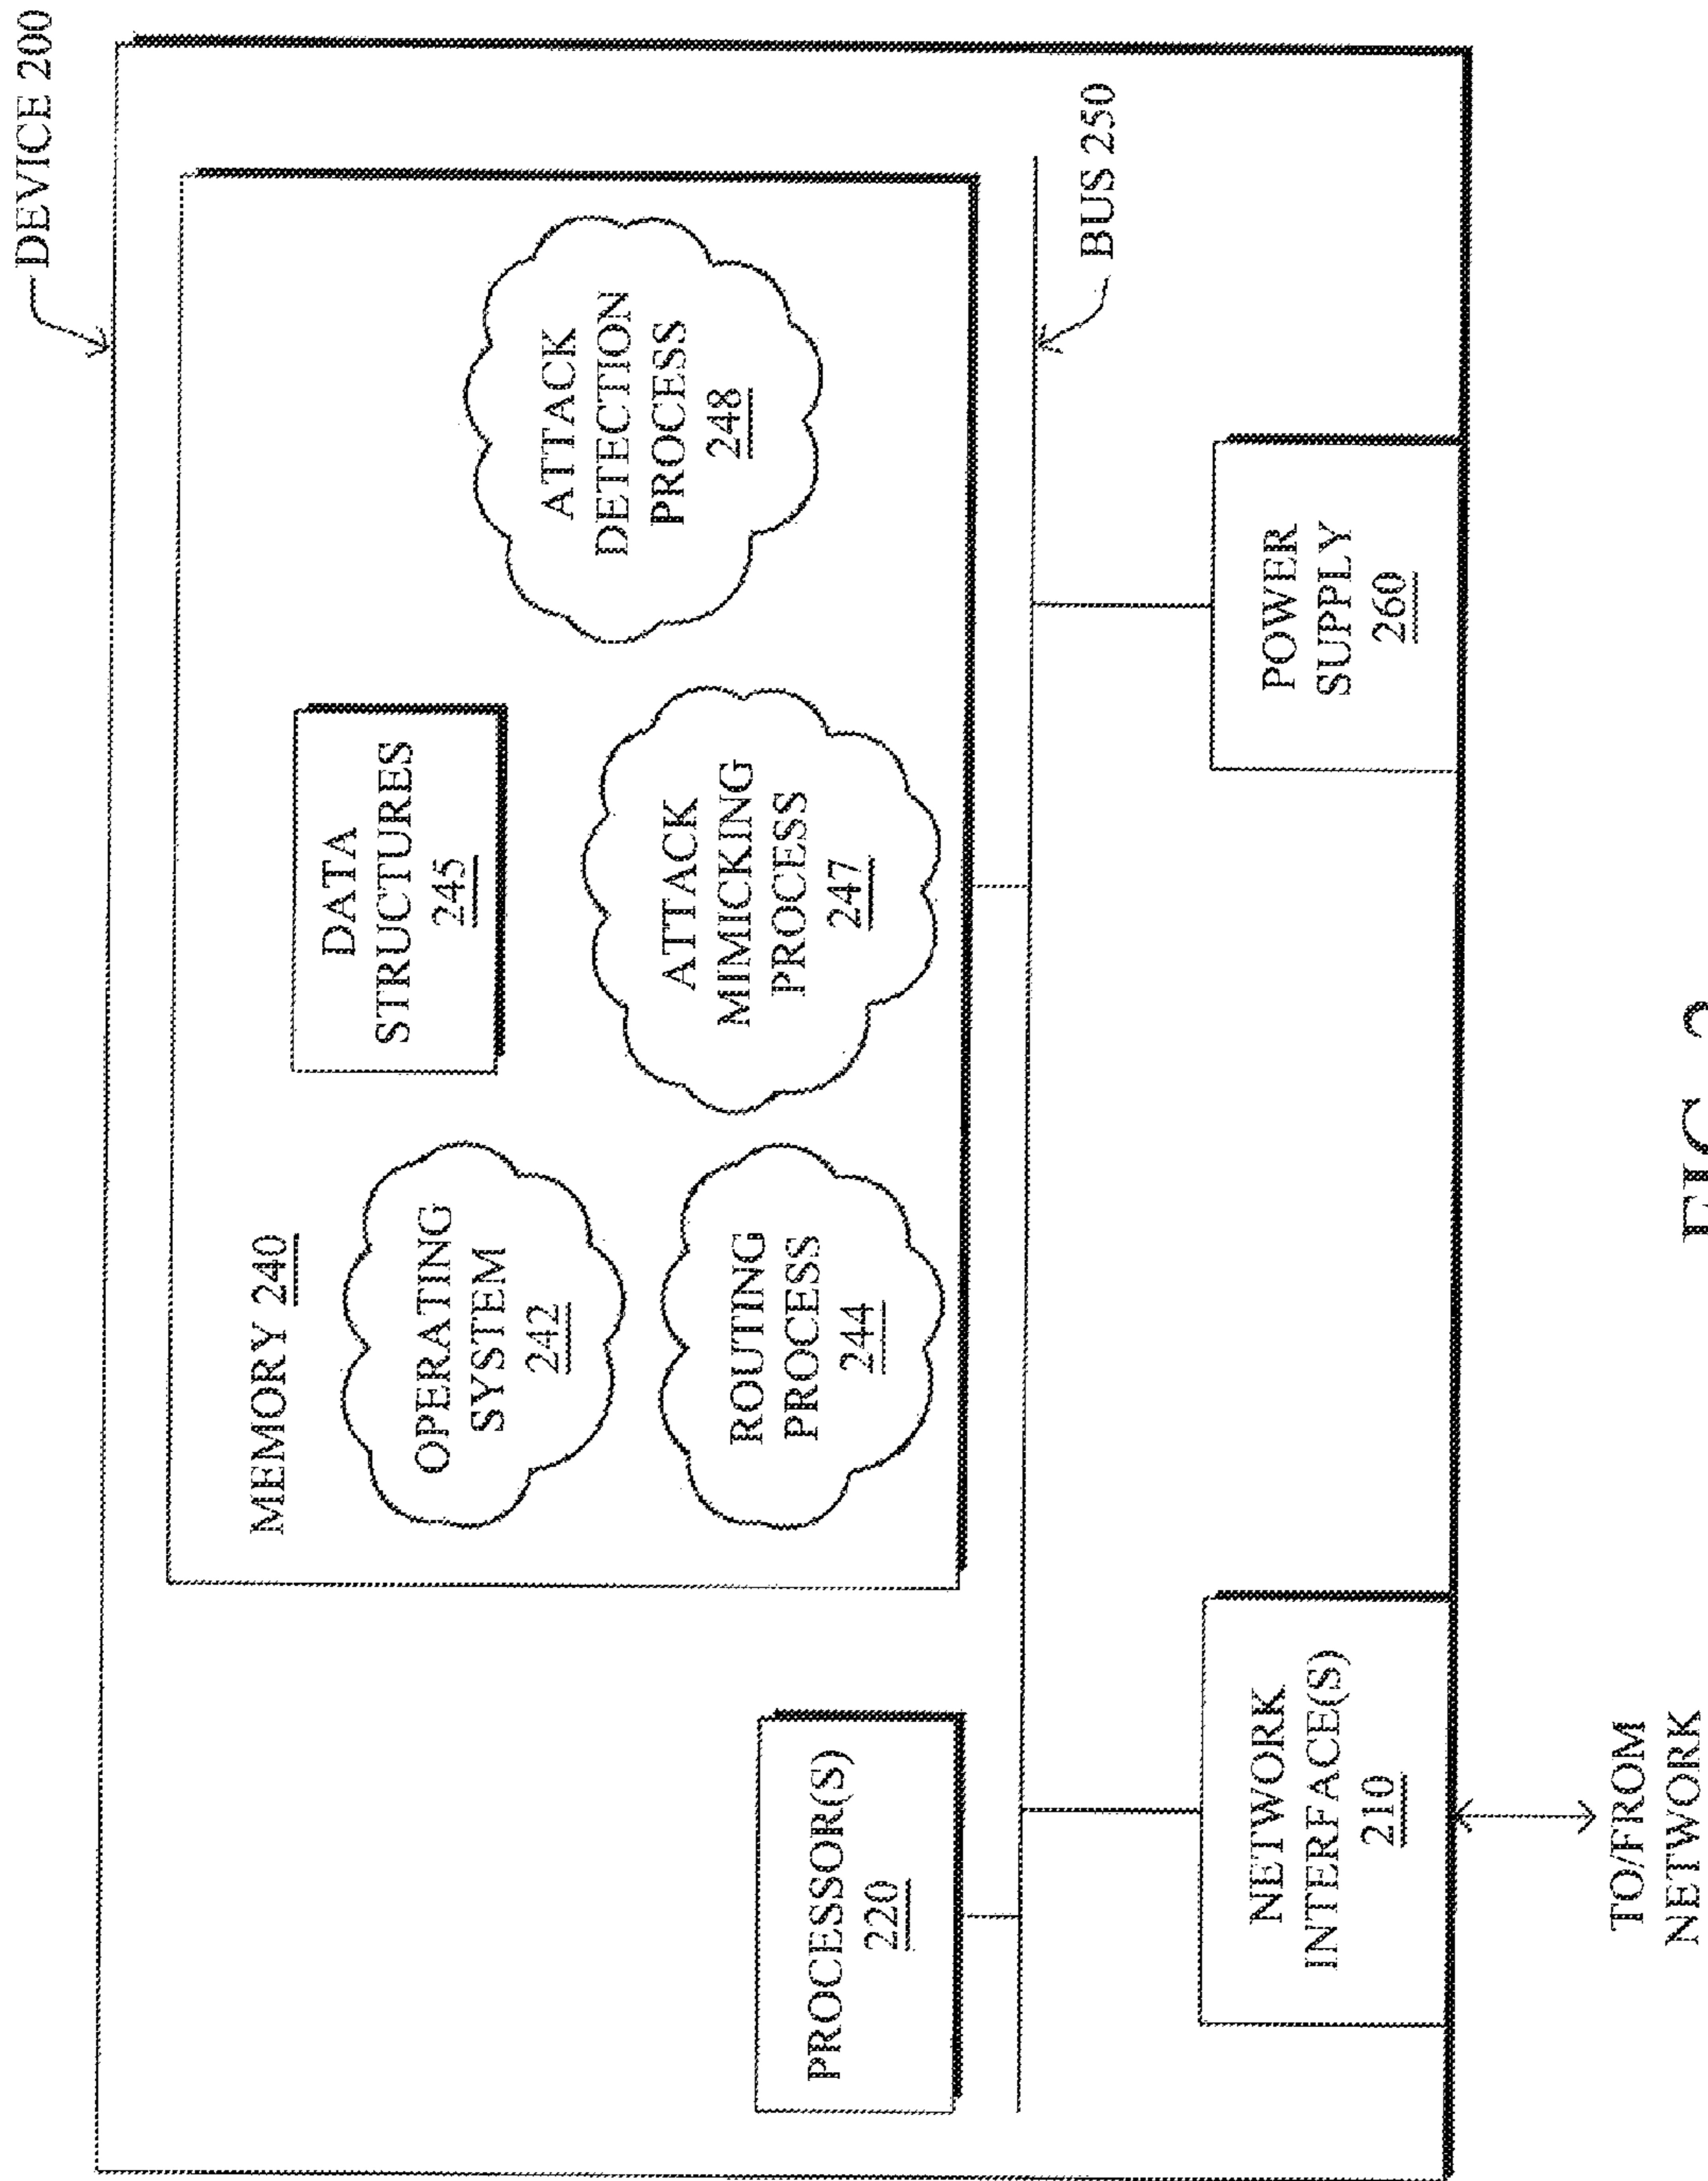 DEVICE 200
MEMORY 240
DATA
STRUCTURES
245
OPERATING
SYSTEM
242
ATTACK
DETECTION
PROCESS
248
ROUTING
PROCESS
244
ATTACK
MIMICKING
PROCESS
247
PROCESSOR(S)
220
BUS 250
NETWORK
INTERFACE(S)
210
POWER
SUPPLY
260
TO/FROM
NETWORK